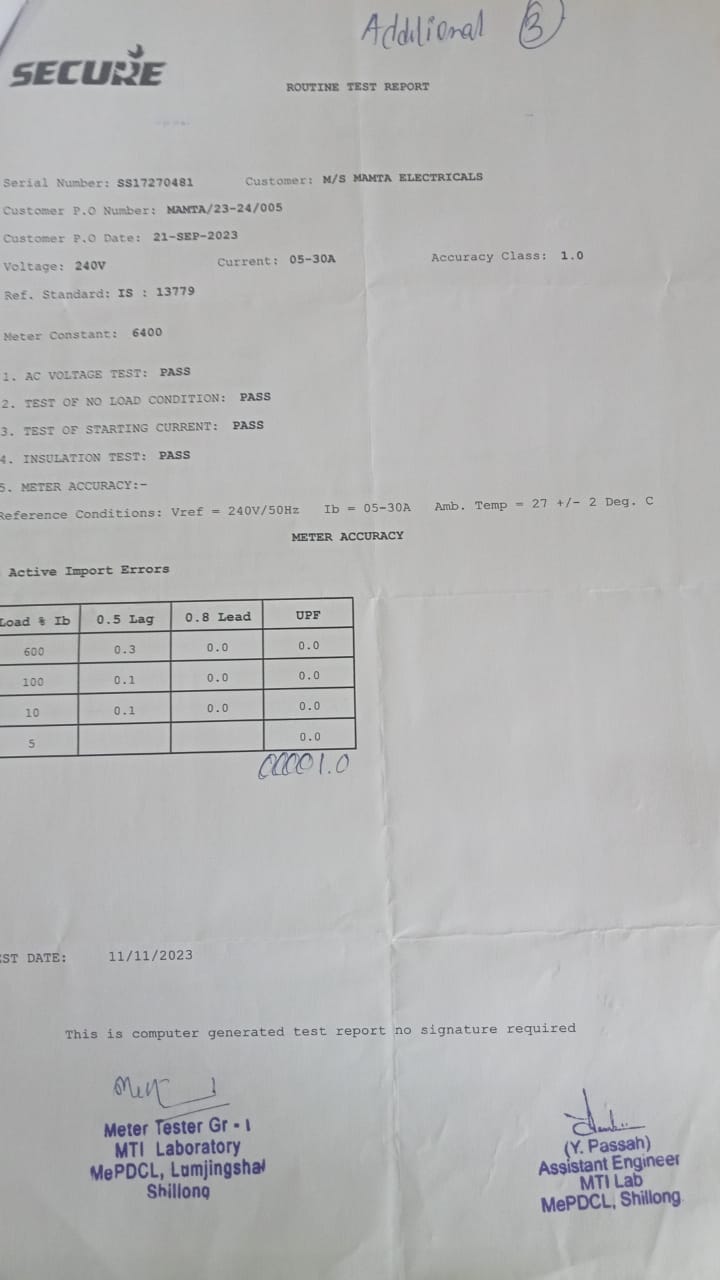 Additional 3
SECURE
ROUTINE TEST REPORT
Serial Number: SS17270481 Customer: M/S MAMTA ELECTRICALS
Customer P.O Number: MAMTA/23-24/005
Customer P.O Date: 21-SEP-2023
Voltage: 240V Current: 05-30A Accuracy Class: 1.0
Ref. Standard: IS : 13779
Meter Constant: 6400
1. AC VOLTAGE TEST: PASS
2. TEST OF NO LOAD CONDITION: PASS
3. TEST OF STARTING CURRENT: PASS
4. INSULATION TEST: PASS
5. METER ACCURACY:-
Reference Conditions: Vref = 240V/50Hz Ib = 05-30A Amb. Temp = 27 +/- 2 Deg. C
METER ACCURACY
Active Import Errors
Load % Ib 0.5 Lag 0.8 Lead UPF
600 0.3 0.0 0.0
100 0.1 0.0 0.0
10 0.1 0.0 0.0
5 0.0
00001.0
EST DATE: 11/11/2023
This is computer generated test report no signature required
Meter Tester Gr - I
MTI Laboratory
MePDCL, Lumjingshai
Shillong
(Y. Passah)
Assistant Engineer
MTI Lab
MePDCL, Shillong